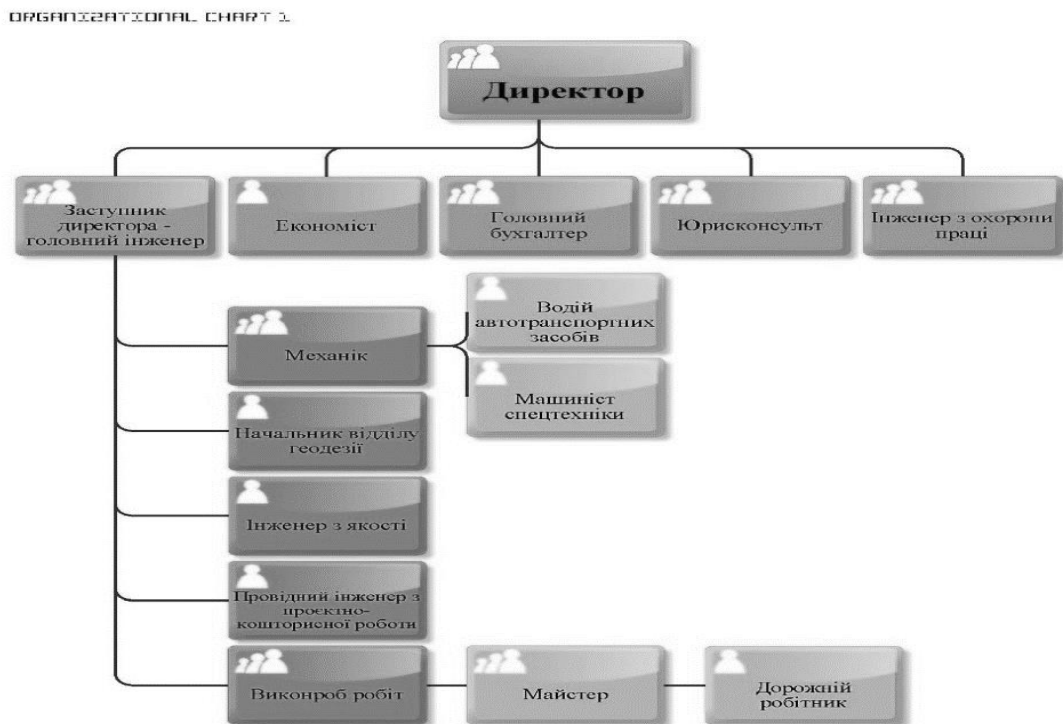 ORGANIZATIONAL CHART 1
Директор
Заступник
директора -
головний інженер
Економіст
Головний
бухгалтер
Юрисконсульт
Інженер з охорони
праці
Водій
автотранспортних
засобів
Механік
Машиніст
спецтехніки
Начальник відділу
геодезії
Інженер з якості
Провідний інженер з
проєктно-
кошторисної роботи
Виконроб робіт
Майстер
Дорожній
робітник